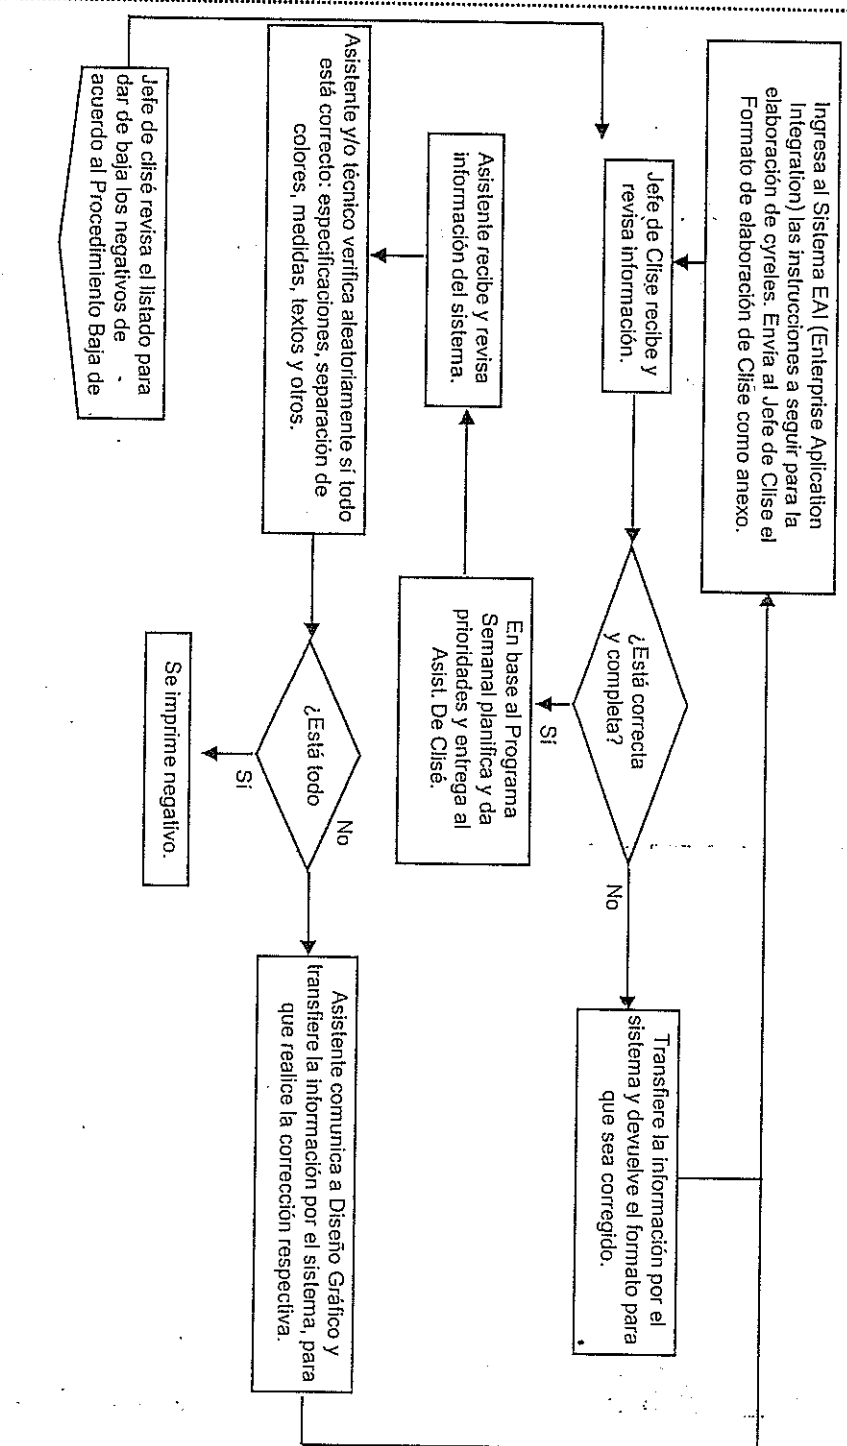 Ingresa al Sistema EAI (Enterprise Aplication
Integration) las instrucciones a seguir para la
elaboración de cyreles. Envía al Jefe de Clise el
Formato de elaboración de Clise como anexo.
Jefe de Clise recibe y
revisa información.
¿Está correcta
y completa?
No
Transfiere la información por el
sistema y devuelve el formato para
que sea corregido.
Sí
En base al Programa
Semanal planifica y da
prioridades y entrega al
Asist. De Clisé.
Asistente recibe y revisa
información del sistema.
Asistente y/o técnico verifica aleatoriamente sí todo
está correcto: especificaciones, separación de
colores, medidas, textos y otros.
¿Está todo
No
Asistente comunica a Diseño Gráfico y
transfiere la información por el sistema, para
que realice la corrección respectiva.
Sí
Se imprime negativo.
Jefe de clisé revisa el listado para
dar de baja los negativos de
acuerdo al Procedimiento Baja de